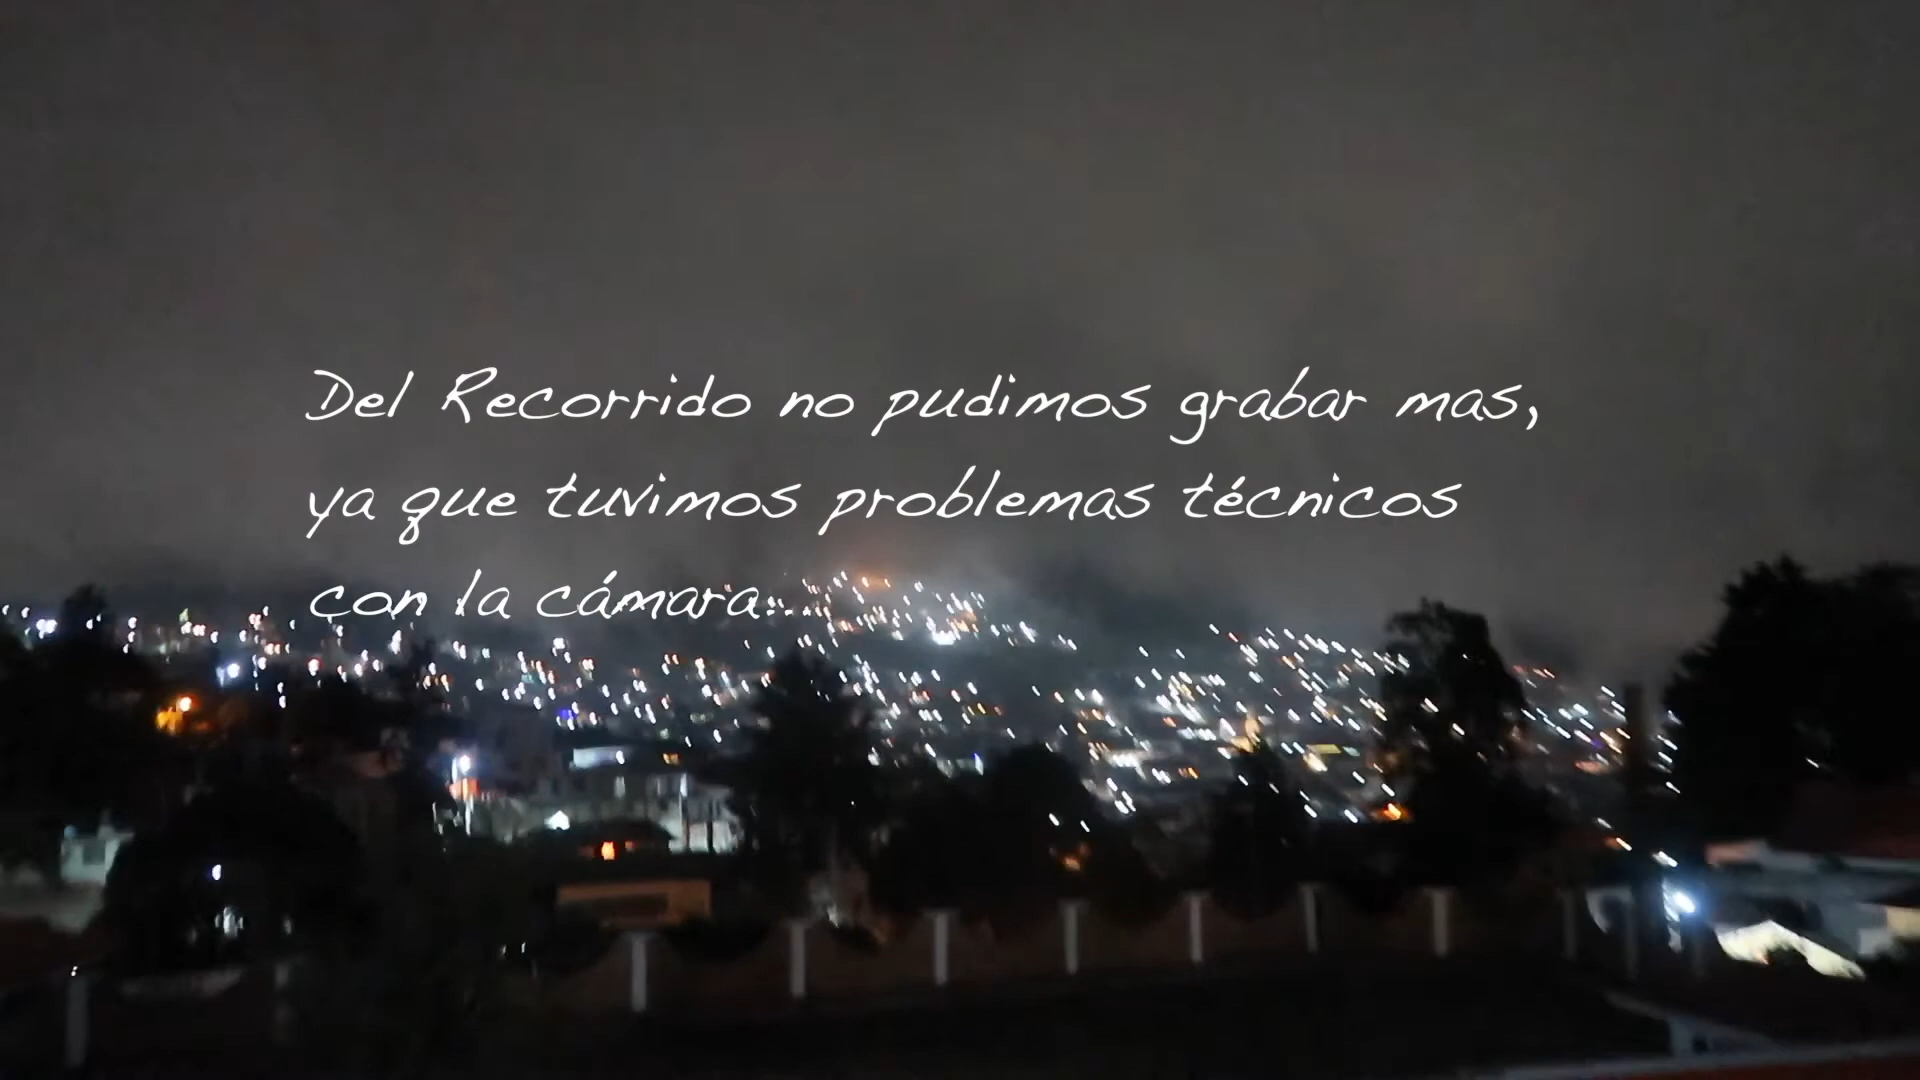 Del Recorrido no pudimos grabar mas,
ya que tuvimos problemas técnicos
con la cámara...